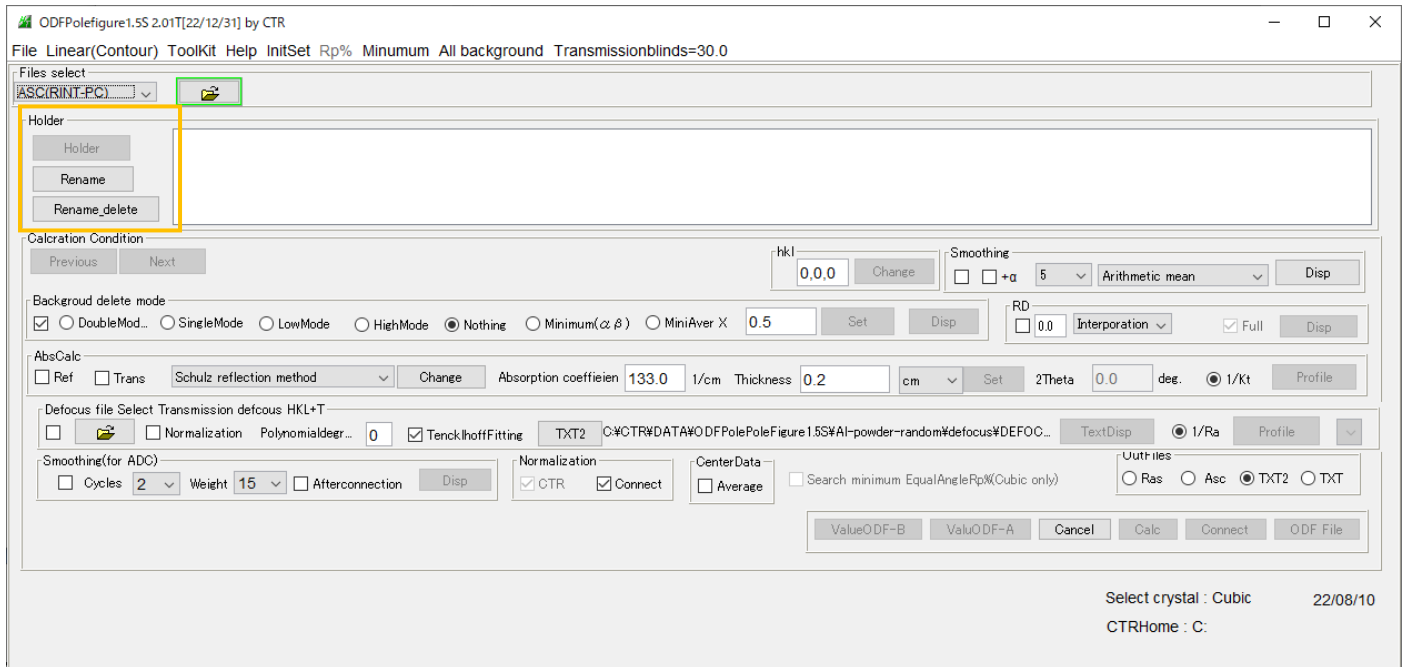 ODFPolefigure1.5S 2.01T[22/12/31] by CTR
File Linear(Contour) ToolKit Help InitSet Rp% Minumum All background Transmissionblinds=30.0
Files select
ASC(RINT-PC)
Holder
Holder
Rename
Rename_delete
Calcration Condition
Previous Next
hkl
0,0,0 Change
Smoothing
+α 5 Arithmetic mean Disp
Backgroud delete mode
DoubleMod... SingleMode LowMode HighMode Nothing Minimum(αβ) MiniAver X 0.5 Set Disp
RD
0.0 Interporation Full Disp
AbsCalc
Ref Trans Schulz reflection method Change Absorption coeffieien 133.0 1/cm Thickness 0.2 cm Set 2Theta 0.0 deg. 1/Kt Profile
Defocus file Select Transmission defcous HKL+T
Normalization Polynomialdegr... 0 TencklhoffFitting TXT2 C:¥CTR¥DATA¥ODFPolePoleFigure1.5S¥Al-powder-random¥defocus¥DEFOC... TextDisp 1/Ra Profile
Smoothing(for ADC)
Cycles 2 Weight 15 Afterconnection Disp
Normalization
CTR Connect
CenterData
Average
Search minimum EqualAngleRp%(Cubic only)
OutFiles
Ras Asc TXT2 TXT
ValueODF-B ValuODF-A Cancel Calc Connect ODF File
Select crystal : Cubic 22/08/10
CTRHome : C: